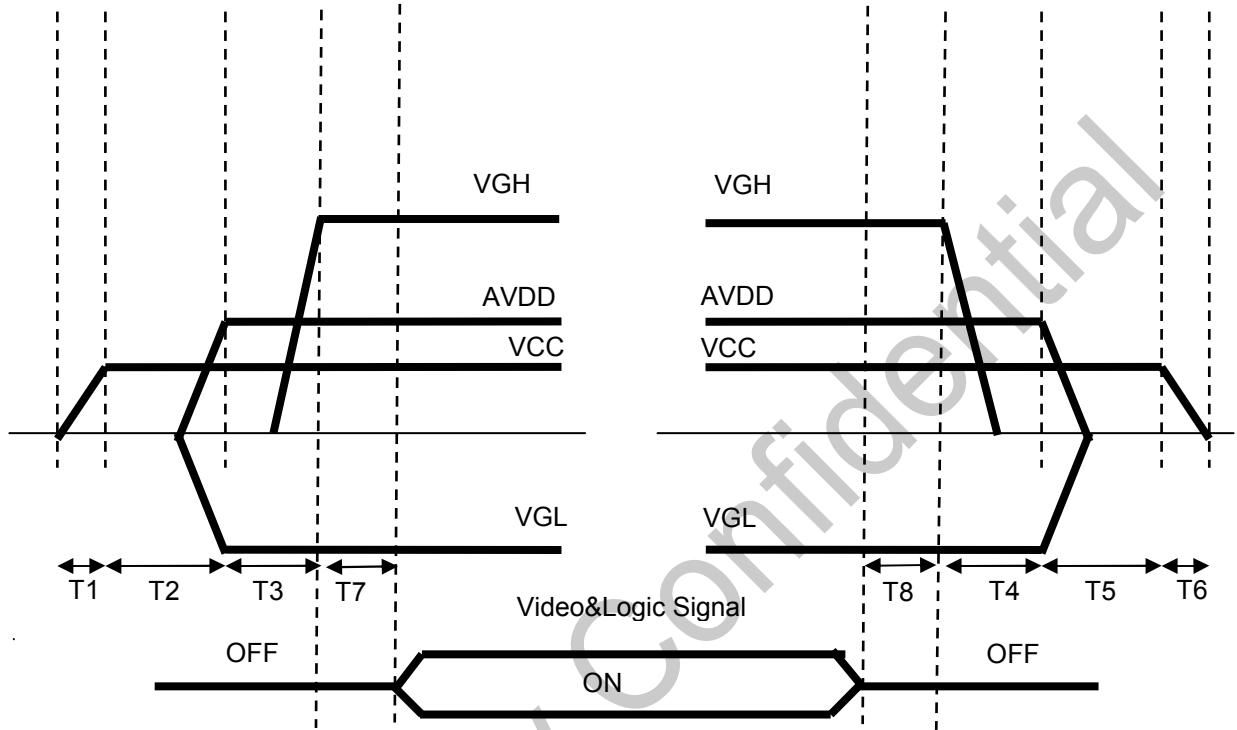 VGH
VGH
AVDD
AVDD
VCC
VCC
VGL
VGL
T1
T2
T3
T7
T8
T4
T5
T6
Video&Logic Signal
OFF
OFF
ON
Confidential